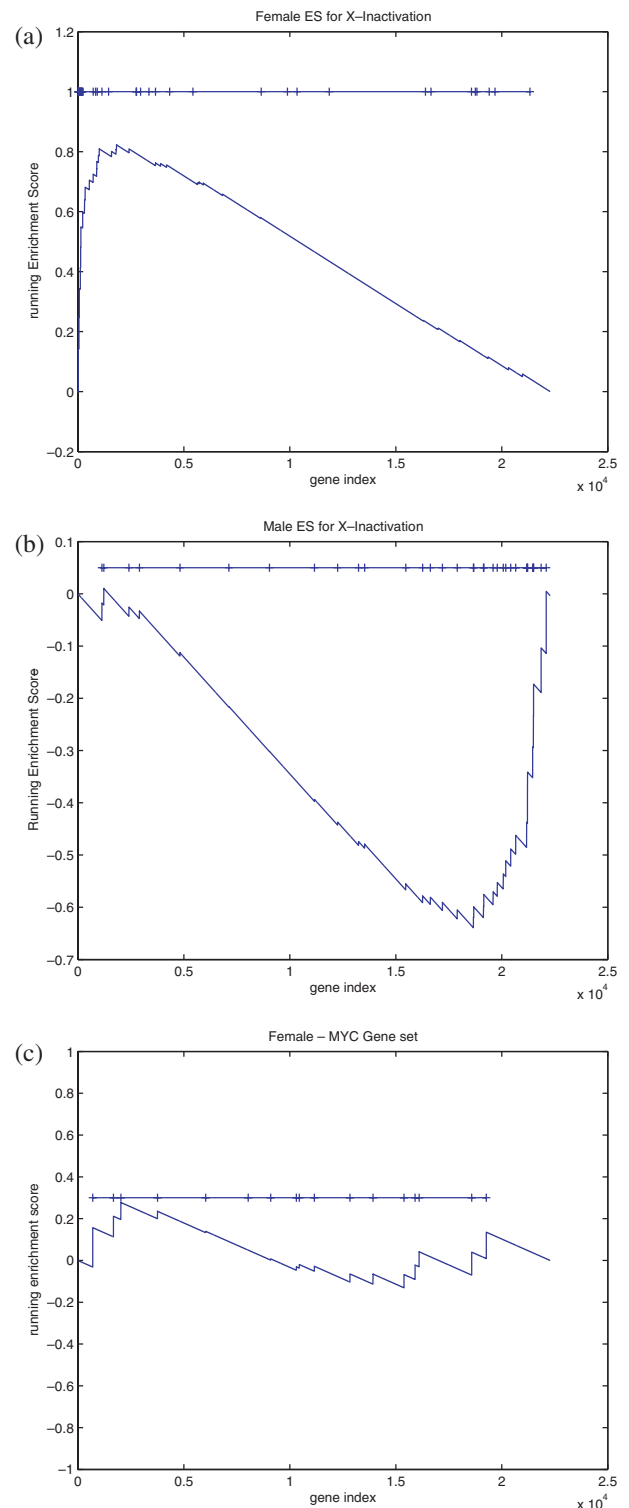 (a)
Female ES for X–Inactivation
1.2
1
0.8
0.6
0.4
0.2
0
−0.2
running Enrichment Score
0 0.5 1 1.5 2 2.5
gene index
x 10^4
(b)
Male ES for X–Inactivation
0.1
0
−0.1
−0.2
−0.3
−0.4
−0.5
−0.6
−0.7
Running Enrichment Score
0 0.5 1 1.5 2 2.5
gene index
x 10^4
(c)
Female – MYC Gene set
1
0.8
0.6
0.4
0.2
0
−0.2
−0.4
−0.6
−0.8
−1
running enrichment score
0 0.5 1 1.5 2 2.5
gene index
x 10^4